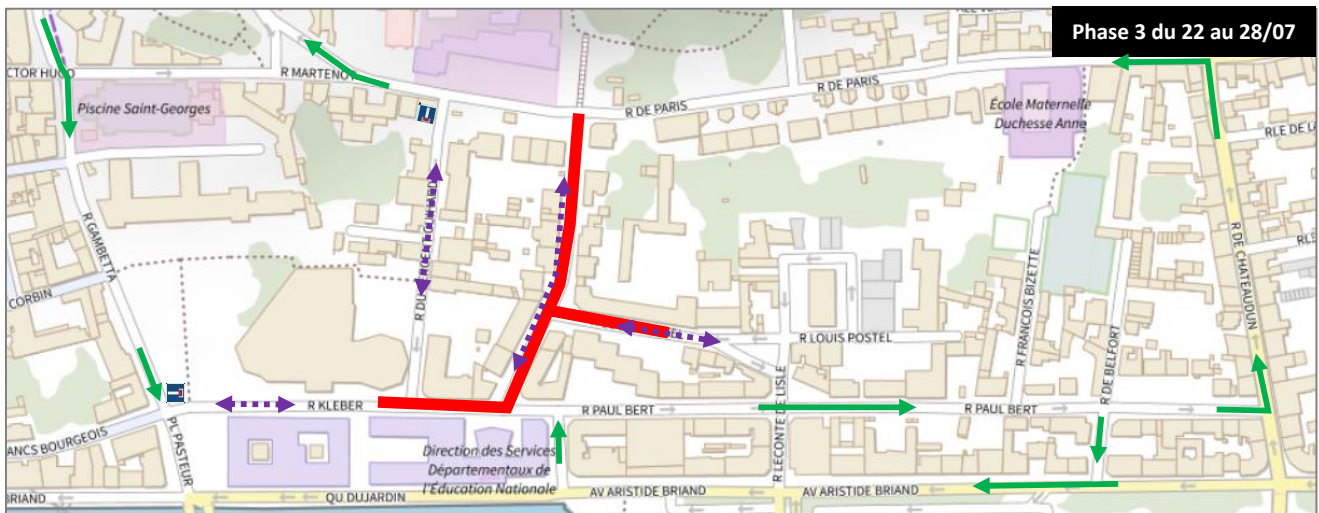 Phase 3 du 22 au 28/07
CTOR HUGO
R MARTENOT
R DE PARIS
R DE PARIS
Piscine Saint-Georges
École Maternelle
Duchesse Anne
R GAMBETTA
CORBIN
R LOUIS POSTEL
R FRANCOIS BIZETTE
R DE BELFORT
R DE CHATEAUDUN
R LECONTE DE LISLE
R KLEBER
R PAUL BERT
R PAUL BERT
ANCS BOURGEOIS
PL PASTEUR
Direction des Services
Départementaux de
l'Éducation Nationale
BRIAND
QU DUJARDIN
AV ARISTIDE BRIAND
AV ARISTIDE BRIAND